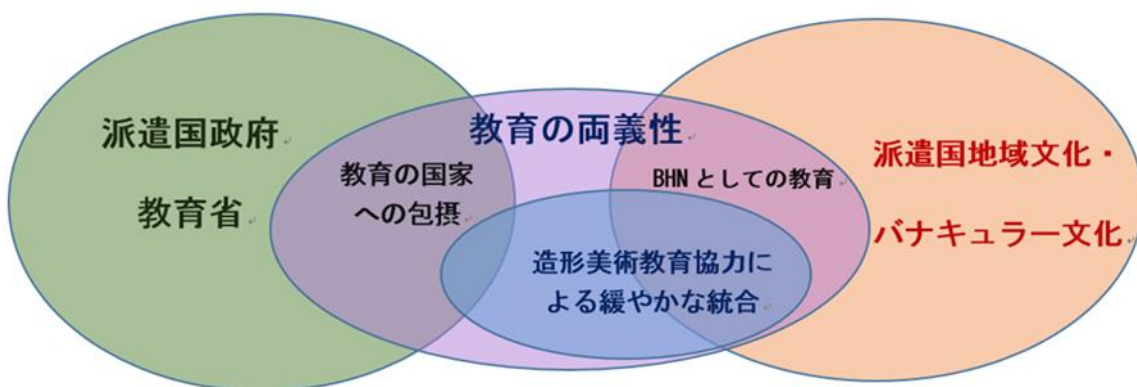 派遣国政府
教育省
教育の両義性
教育の国家
への包摂
BHNとしての教育
造形美術教育協力に
よる緩やかな統合
派遣国地域文化・
バナキュラー文化